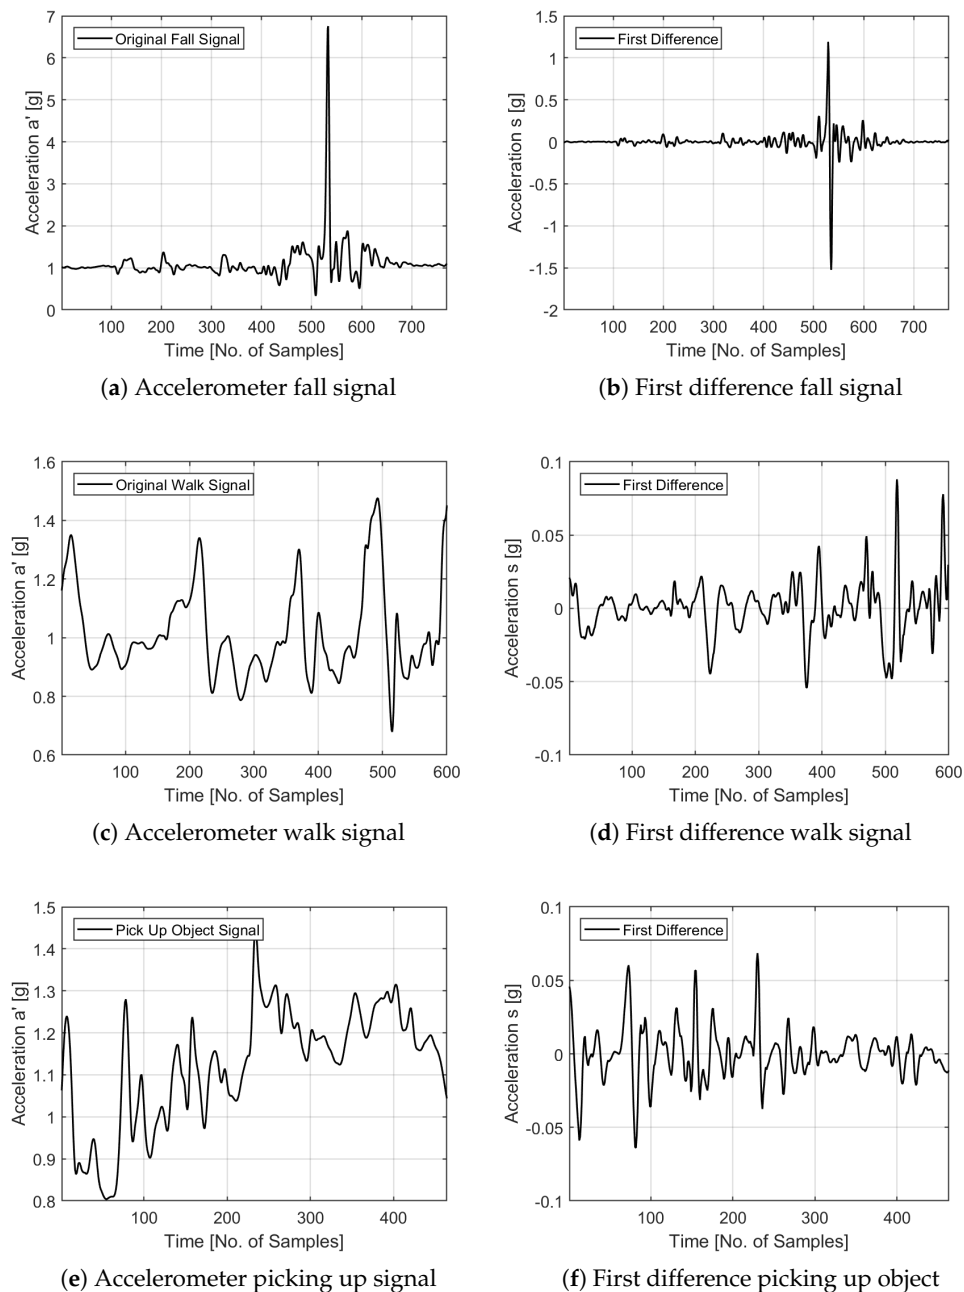 7
6
5
4
3
2
1
0
Acceleration a' [g]
Original Fall Signal
100 200 300 400 500 600 700
Time [No. of Samples]
(a) Accelerometer fall signal
1.5
1
0.5
0
-0.5
-1
-1.5
-2
Acceleration s [g]
First Difference
100 200 300 400 500 600 700
Time [No. of Samples]
(b) First difference fall signal
1.6
1.4
1.2
1
0.8
0.6
Acceleration a' [g]
Original Walk Signal
100 200 300 400 500 600
Time [No. of Samples]
(c) Accelerometer walk signal
0.1
0.05
0
-0.05
-0.1
Acceleration s [g]
First Difference
100 200 300 400 500 600
Time [No. of Samples]
(d) First difference walk signal
1.5
1.4
1.3
1.2
1.1
1
0.9
0.8
Acceleration a' [g]
Pick Up Object Signal
100 200 300 400
Time [No. of Samples]
(e) Accelerometer picking up signal
0.1
0.05
0
-0.05
-0.1
Acceleration s [g]
First Difference
100 200 300 400
Time [No. of Samples]
(f) First difference picking up object